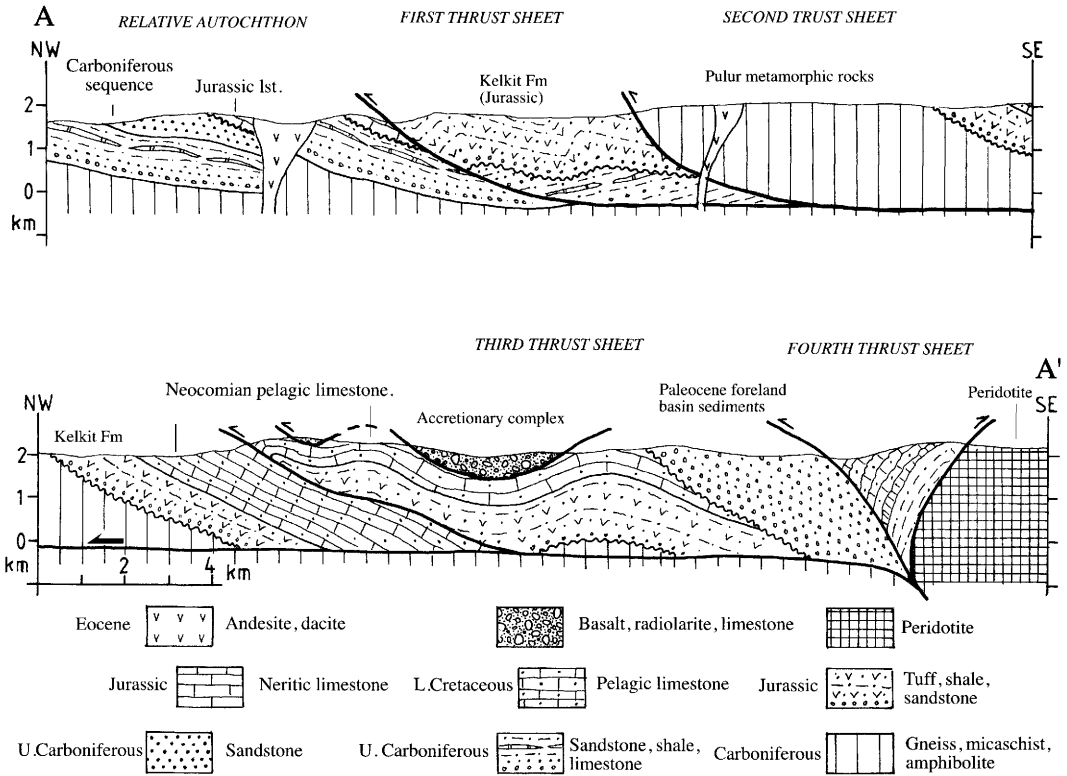 A
RELATIVE AUTOCHTHON
FIRST THRUST SHEET
SECOND TRUST SHEET
NW
SE
Carboniferous
sequence
Jurassic lst.
Kelkit Fm
(Jurassic)
Pulur metamorphic rocks
2
1
0
km
THIRD THRUST SHEET
FOURTH THRUST SHEET
A'
NW
SE
Neocomian pelagic limestone.
Paleocene foreland
basin sediments
Peridotite
Kelkit Fm
Accretionary complex
2
1
0
km
2
4
km
Eocene
Andesite, dacite
Basalt, radiolarite, limestone
Peridotite
Jurassic
Neritic limestone
L.Cretaceous
Pelagic limestone
Jurassic
Tuff, shale,
sandstone
U.Carboniferous
Sandstone
U. Carboniferous
Sandstone, shale,
limestone
Carboniferous
Gneiss, micaschist,
amphibolite